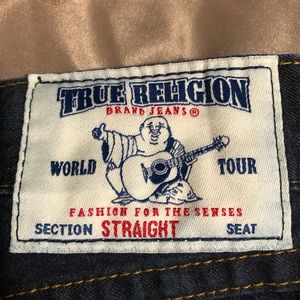 TRUE RELIGION
BRAND JEANS®
WORLD TOUR
FASHION FOR THE SENSES
SECTION STRAIGHT SEAT